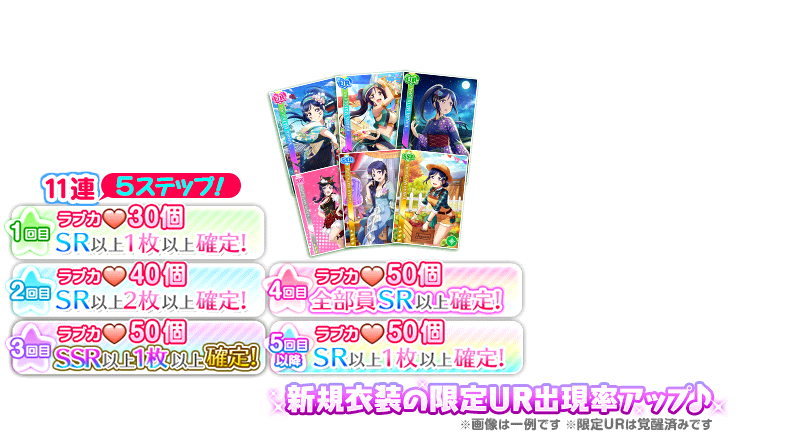 11連 5ステップ!
1回目
ラブカ♥30個
SR以上1枚以上確定!
2回目
ラブカ♥40個
SR以上2枚以上確定!
3回目
ラブカ♥50個
SSR以上1枚以上確定!
4回目
ラブカ♥50個
全部員SR以上確定!
5回目以降
ラブカ♥50個
SR以上1枚以上確定!
新規衣装の限定UR出現率アップ♪
※画像は一例です ※限定URは覚醒済みです